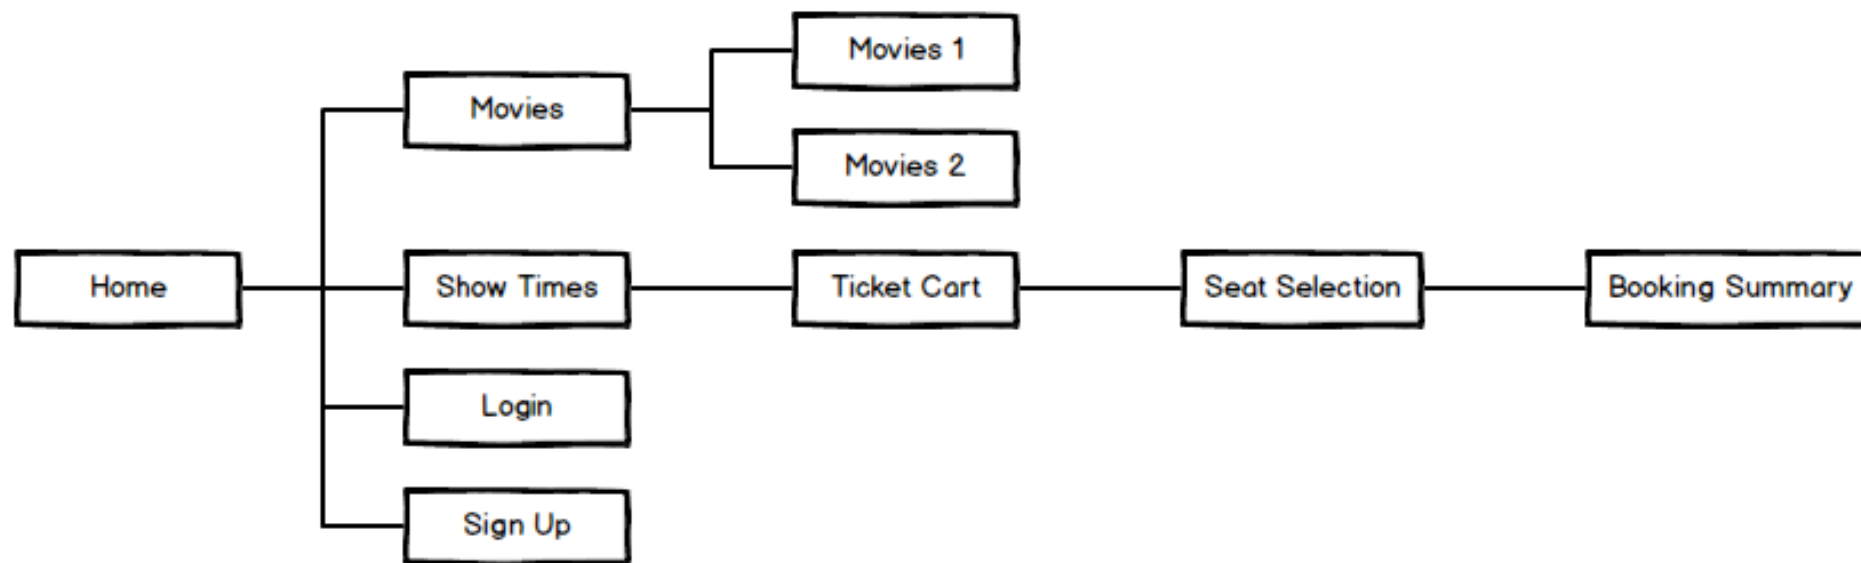 Movies 1
Movies
Movies 2
Home
Show Times
Ticket Cart
Seat Selection
Booking Summary
Login
Sign Up